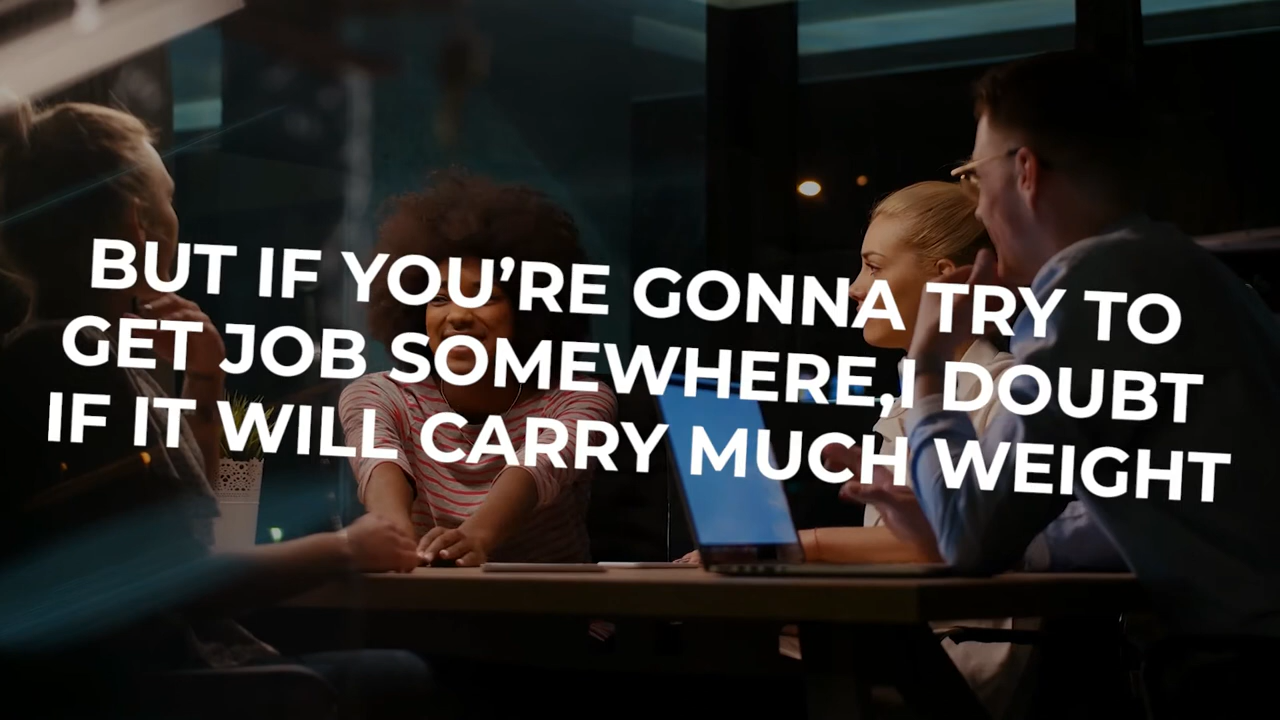 BUT IF YOU’RE GONNA TRY TO
GET JOB SOMEWHERE,I DOUBT
IF IT WILL CARRY MUCH WEIGHT